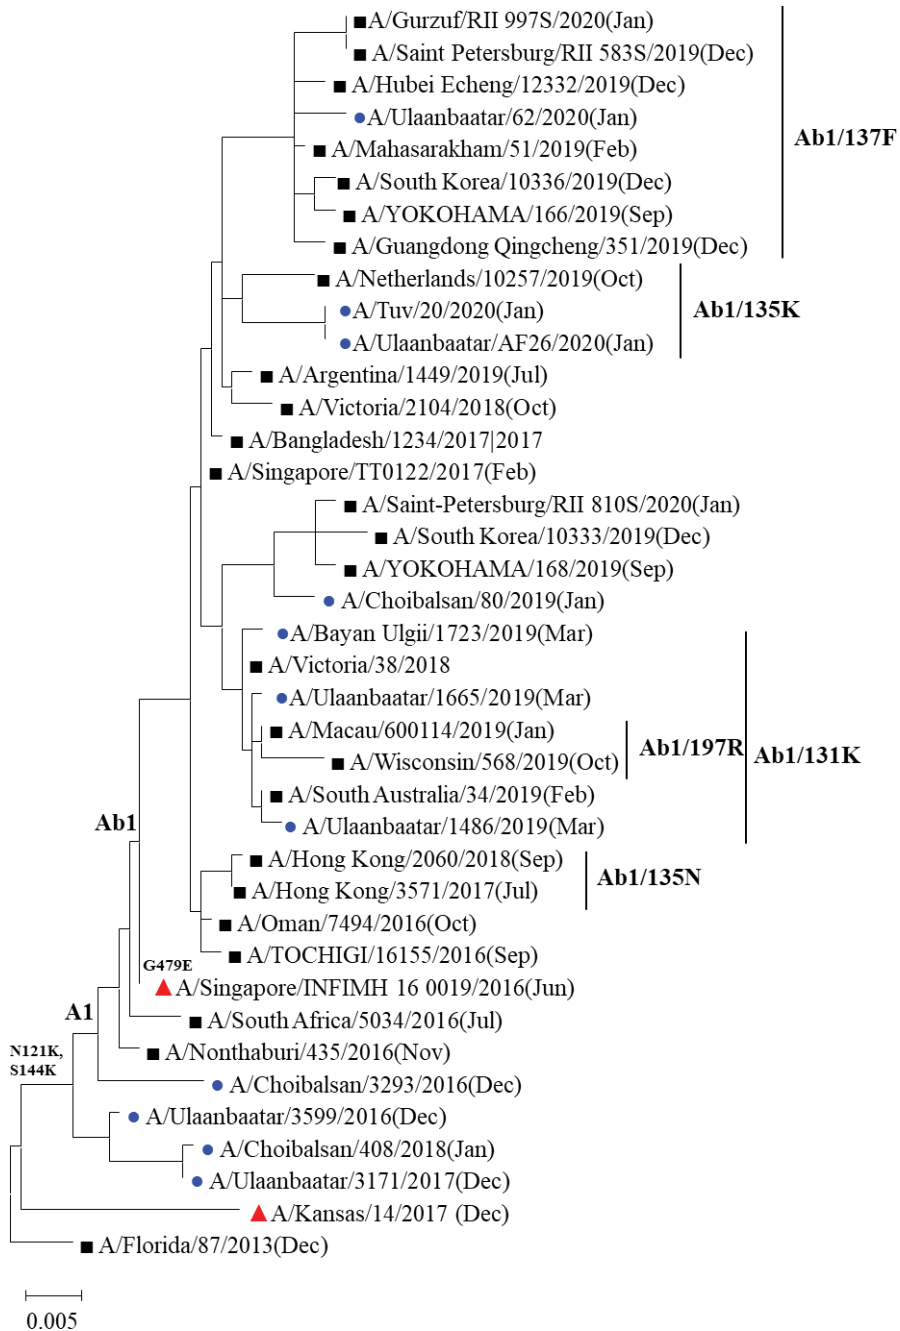 A/Gurzuf/RII 997S/2020(Jan)
A/Saint Petersburg/RII 583S/2019(Dec)
A/Hubei Echeng/12332/2019(Dec)
A/Ulaanbaatar/62/2020(Jan)
Ab1/137F
A/Mahasarakham/51/2019(Feb)
A/South Korea/10336/2019(Dec)
A/YOKOHAMA/166/2019(Sep)
A/Guangdong Qingcheng/351/2019(Dec)
A/Netherlands/10257/2019(Oct)
A/Tuv/20/2020(Jan)
Ab1/135K
A/Ulaanbaatar/AF26/2020(Jan)
A/Argentina/1449/2019(Jul)
A/Victoria/2104/2018(Oct)
A/Bangladesh/1234/2017|2017
A/Singapore/TT0122/2017(Feb)
A/Saint-Petersburg/RII 810S/2020(Jan)
A/South Korea/10333/2019(Dec)
A/YOKOHAMA/168/2019(Sep)
A/Choibalsan/80/2019(Jan)
A/Bayan Ulgii/1723/2019(Mar)
A/Victoria/38/2018
A/Ulaanbaatar/1665/2019(Mar)
A/Macau/600114/2019(Jan)
Ab1/197R
Ab1/131K
A/Wisconsin/568/2019(Oct)
A/South Australia/34/2019(Feb)
Ab1
A/Ulaanbaatar/1486/2019(Mar)
A/Hong Kong/2060/2018(Sep)
Ab1/135N
A/Hong Kong/3571/2017(Jul)
A/Oman/7494/2016(Oct)
A/TOCHIGI/16155/2016(Sep)
G479E
A/Singapore/INFIMH 16 0019/2016(Jun)
A1
A/South Africa/5034/2016(Jul)
N121K,
S144K
A/Nonthaburi/435/2016(Nov)
A/Choibalsan/3293/2016(Dec)
A/Ulaanbaatar/3599/2016(Dec)
A/Choibalsan/408/2018(Jan)
A/Ulaanbaatar/3171/2017(Dec)
A/Kansas/14/2017 (Dec)
A/Florida/87/2013(Dec)
0.005